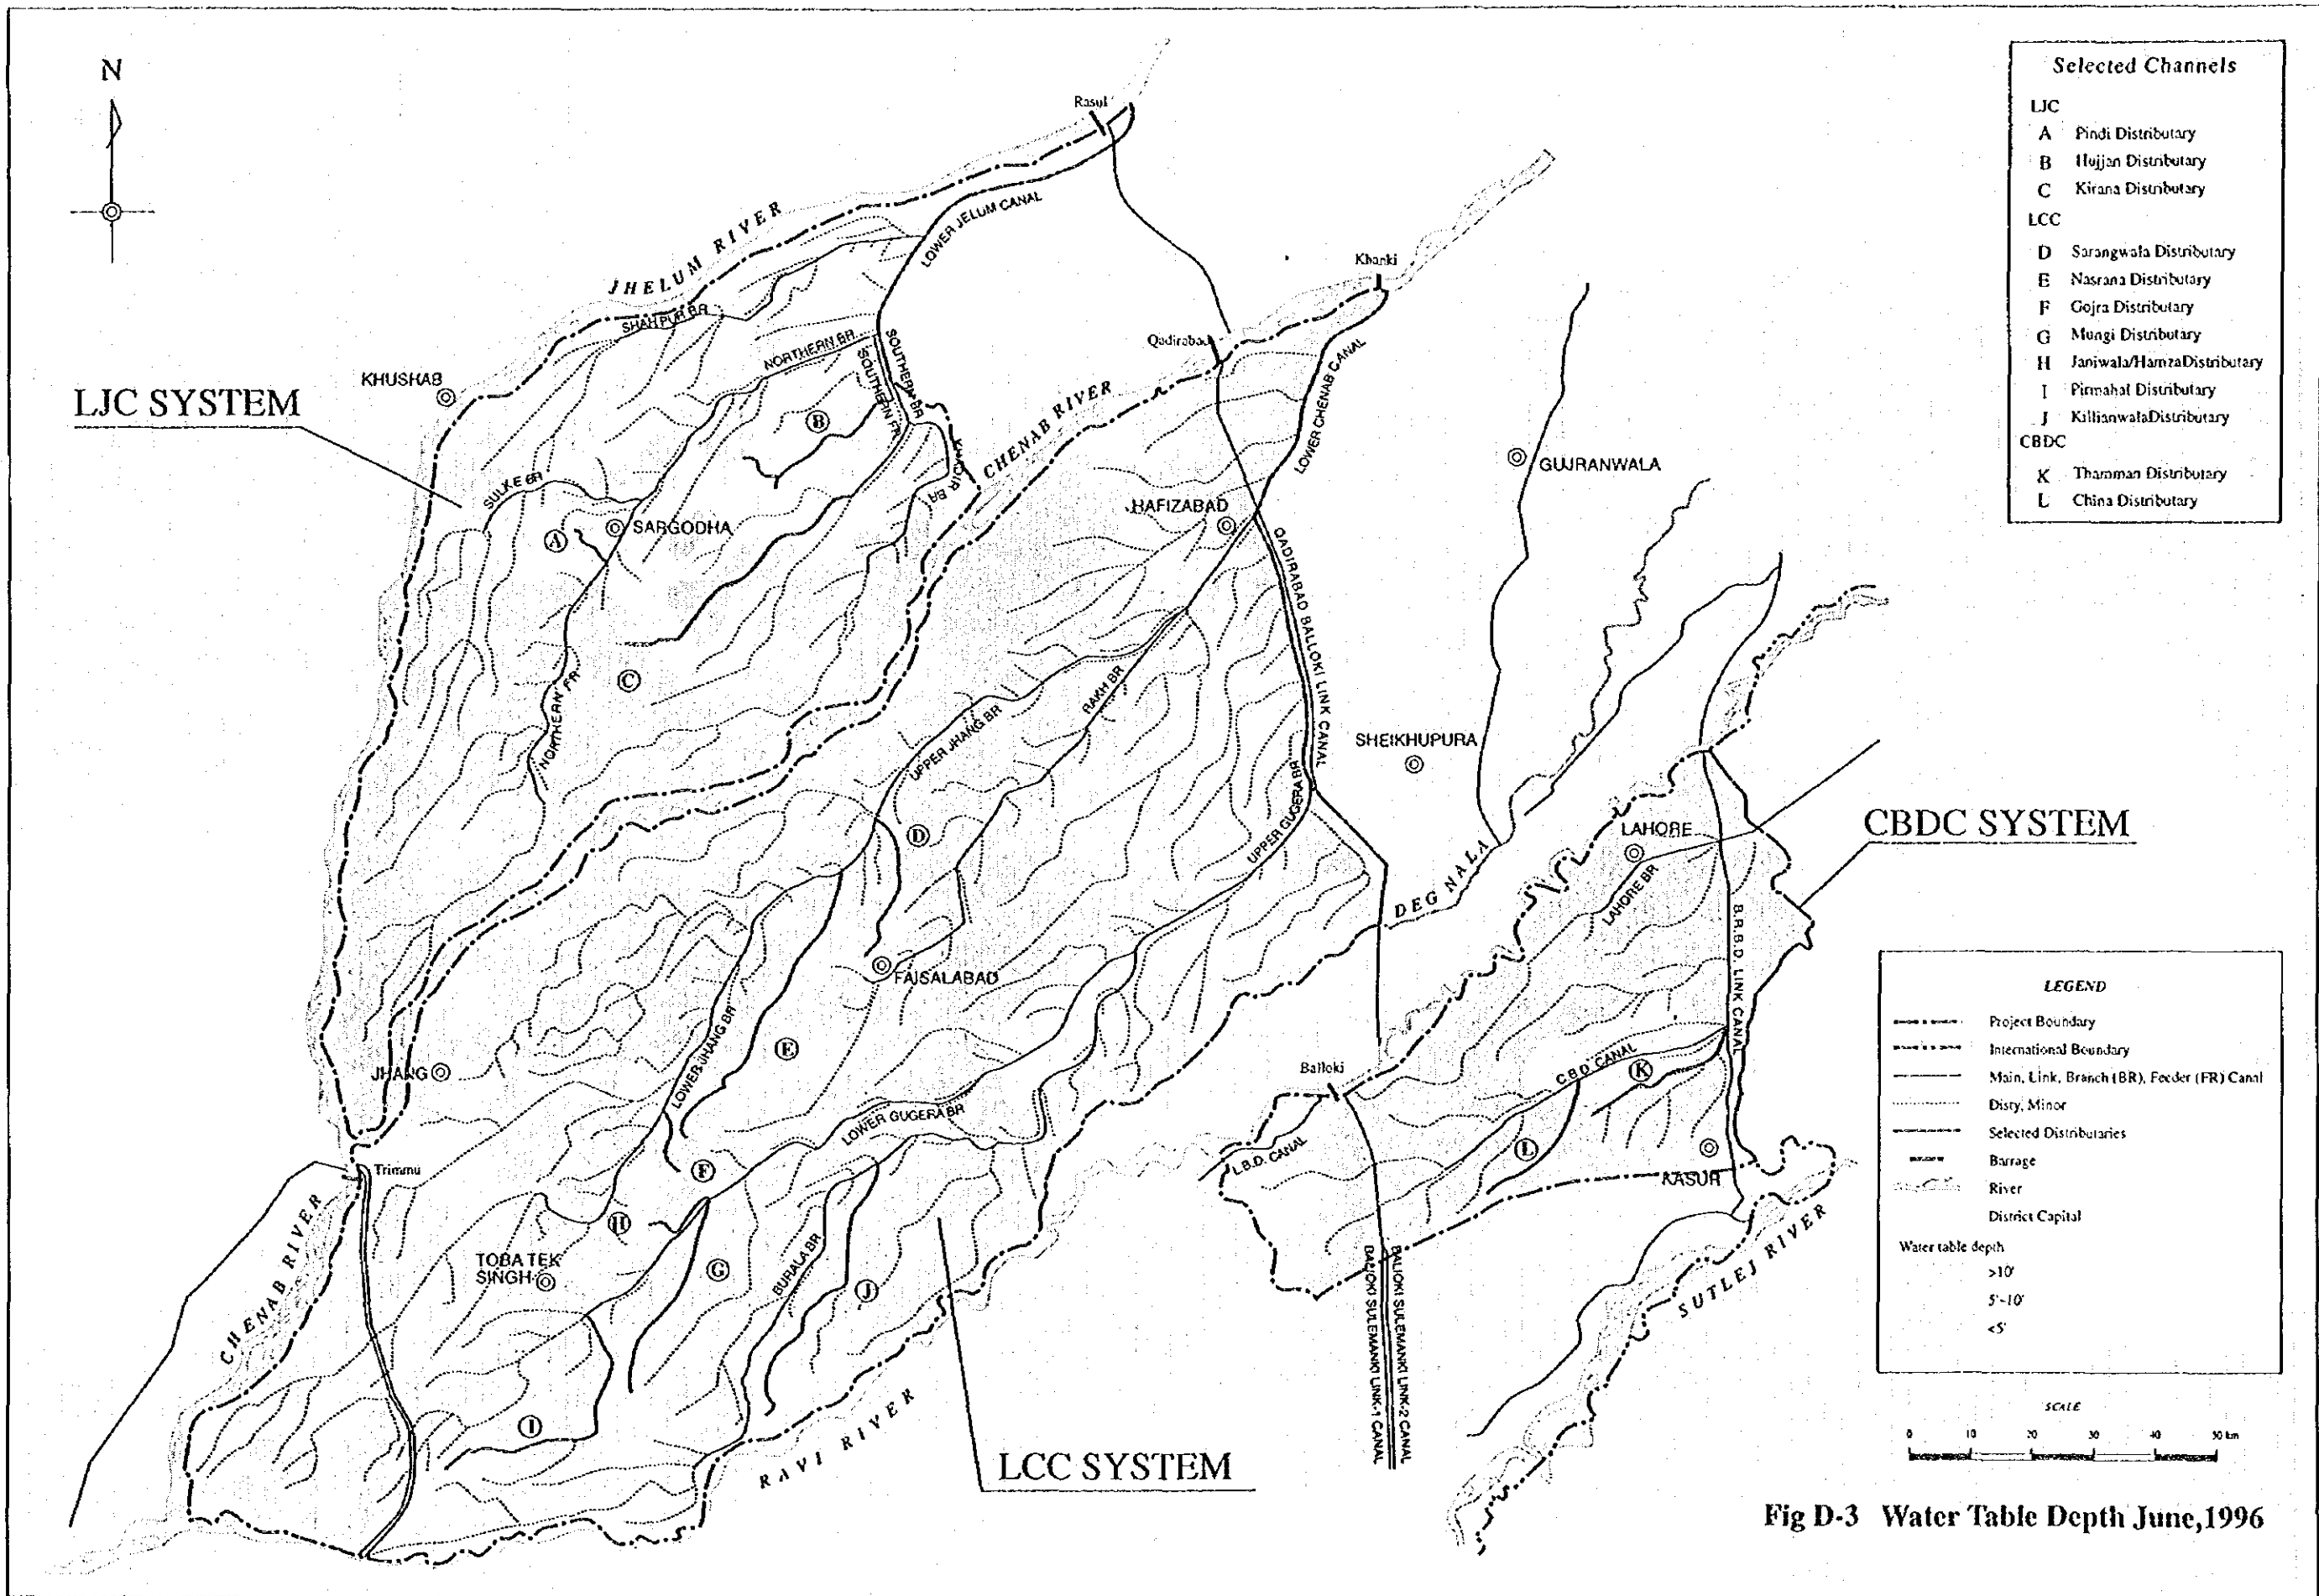 N
Rasul
JHELUM RIVER
LOWER JELUM CANAL
Khanki
SHAHPUR BR
NORTHERN BR
SOUTHERN BR
SOUTHERN FR
Qadirabad
KHUSHAB
LJC SYSTEM
B
CHENAB RIVER
LOWER CHENAB CANAL
GUJRANWALA
SULKE BR
HAFIZABAD
A
SARGODHA
QADIRABAD BALLOKI LINK CANAL
C
NORTHERN FR
RAKH BR
UPPER JHANG BR
SHEIKHUPURA
UPPER GUGERA BR
D
LAHORE
CBDC SYSTEM
DEG NALA
LAHORE BR
B.R.B.D. LINK CANAL
FAISALABAD
E
LOWER JHANG BR
JHANG
Balloki
C.B.D CANAL
K
LOWER GUGERA BR
L
L.B.D. CANAL
Trimmu
F
KASUR
H
CHENAB RIVER
TOBA TEK
SINGH
G
BURALA BR
J
SUTLEJ RIVER
BALIOKI SULEMANKI LINK-1 CANAL
BALIOKI SULEMANKI LINK-2 CANAL
I
RAVI RIVER
LCC SYSTEM
Selected Channels
LJC
A Pindi Distributary
B Hujjan Distributary
C Kirana Distributary
LCC
D Sarangwala Distributary
E Nasrana Distributary
F Gojra Distributary
G Mungi Distributary
H Janiwala/HamzaDistributary
I Pirmahal Distributary
J KillianwalaDistributary
CBDC
K Tharaman Distributary
L China Distributary
LEGEND
Project Boundary
International Boundary
Main, Link, Branch (BR), Feeder (FR) Canal
Disty, Minor
Selected Distributaries
Barrage
River
District Capital
Water table depth
>10'
5'-10'
<5'
SCALE
0 10 20 30 40 50 km
Fig D-3 Water Table Depth June,1996